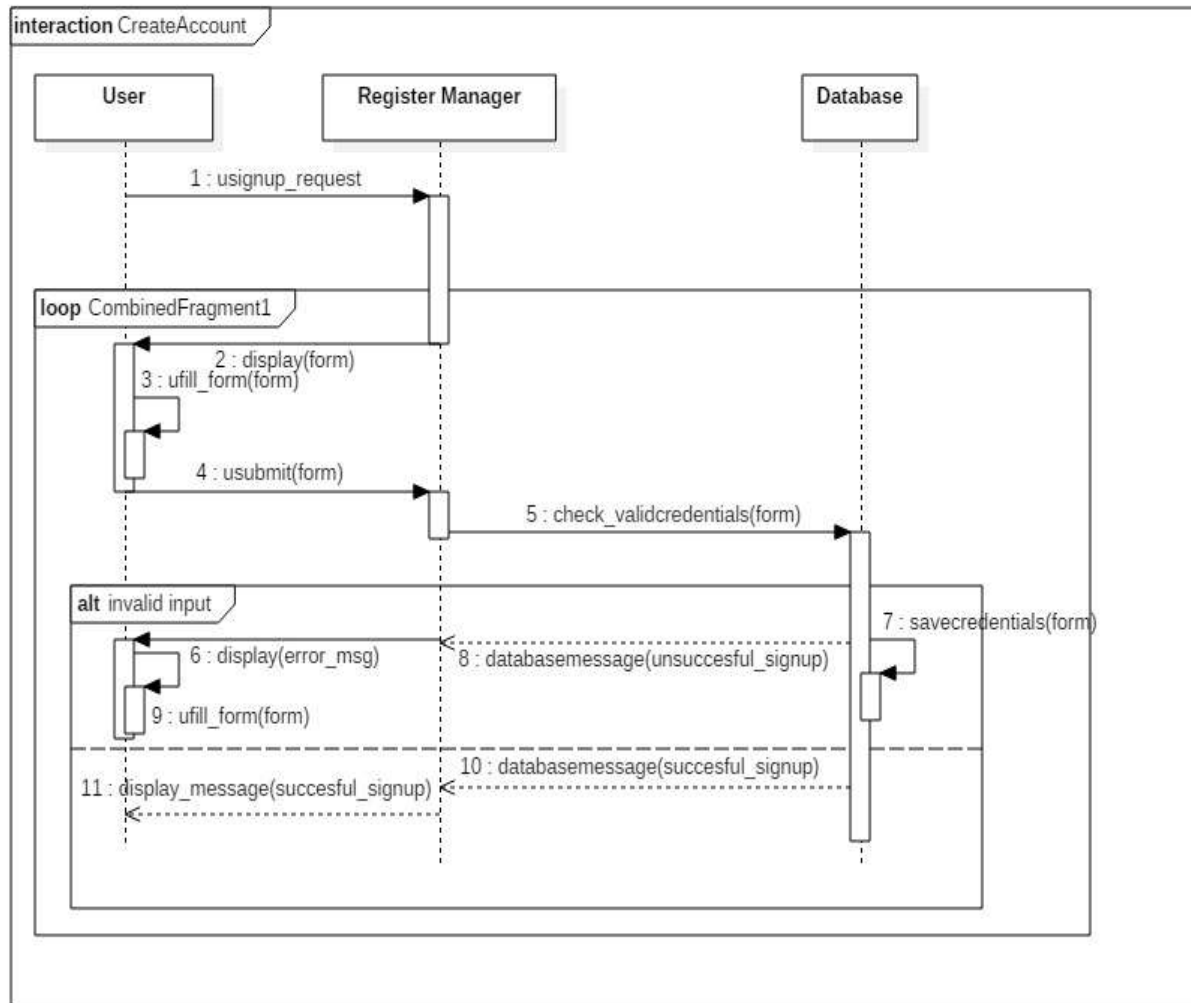 interaction CreateAccount
User
Register Manager
Database
1 : usignup_request
loop CombinedFragment1
2 : display(form)
3 : ufill_form(form)
4 : usubmit(form)
5 : check_validcredentials(form)
alt invalid input
7 : savecredentials(form)
6 : display(error_msg)
8 : databasemessage(unsuccesful_signup)
9 : ufill_form(form)
10 : databasemessage(succesful_signup)
11 : display_message(succesful_signup)